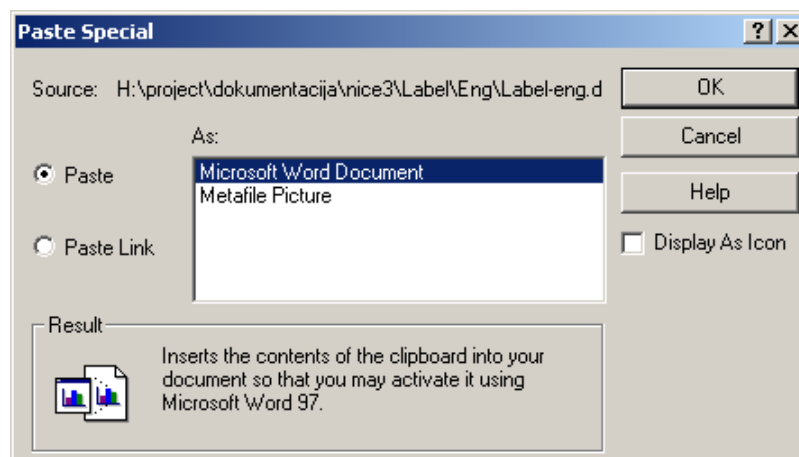 Paste Special
Source: H:\project\dokumentacija\nice3\Label\Eng\Label-eng.d
OK
As:
Cancel
Paste
Microsoft Word Document
Metafile Picture
Help
Paste Link
Display As Icon
Result
Inserts the contents of the clipboard into your
document so that you may activate it using
Microsoft Word 97.